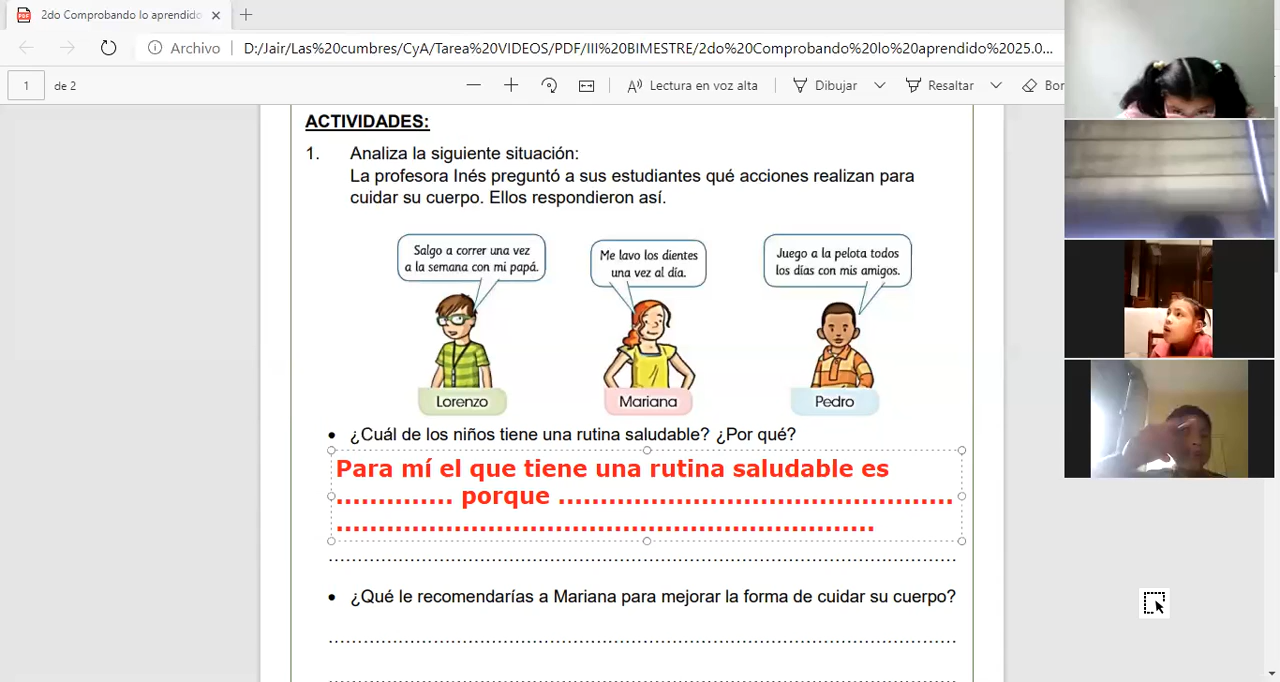 2do Comprobando lo aprendido
Archivo
D:/Jair/Las%20cumbres/CyA/Tarea%20VIDEOS/PDF/III%20BIMESTRE/2do%20Comprobando%20lo%20aprendido%2025.0...
1 de 2
Lectura en voz alta
Dibujar
Resaltar
Bor
ACTIVIDADES:
1. Analiza la siguiente situación:
La profesora Inés preguntó a sus estudiantes qué acciones realizan para
cuidar su cuerpo. Ellos respondieron así.
Salgo a correr una vez
a la semana con mi papá.
Me lavo los dientes
una vez al día.
Juego a la pelota todos
los días con mis amigos.
Lorenzo
Mariana
Pedro
• ¿Cuál de los niños tiene una rutina saludable? ¿Por qué?
Para mí el que tiene una rutina saludable es
.............. porque ...............................................
................................................................
• ¿Qué le recomendarías a Mariana para mejorar la forma de cuidar su cuerpo?